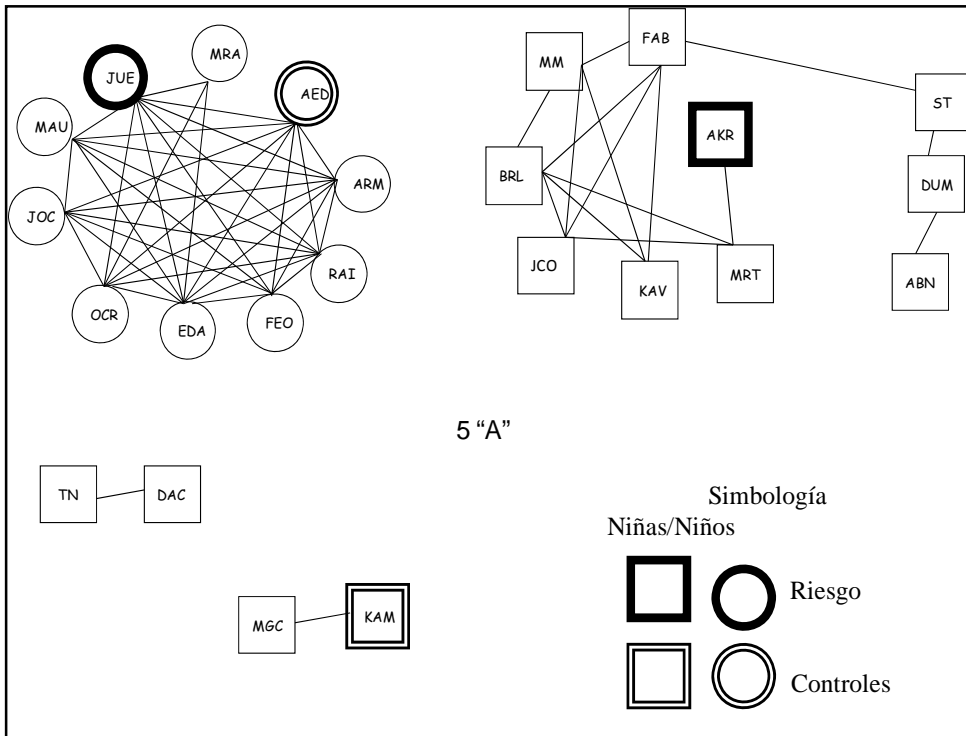 MRA
JUE
AED
MAU
ARM
JOC
RAI
OCR
EDA
FEO
FAB
MM
ST
AKR
BRL
DUM
JCO
KAV
MRT
ABN
5 “A”
TN
DAC
MGC
KAM
Simbología
Niñas/Niños
Riesgo
Controles